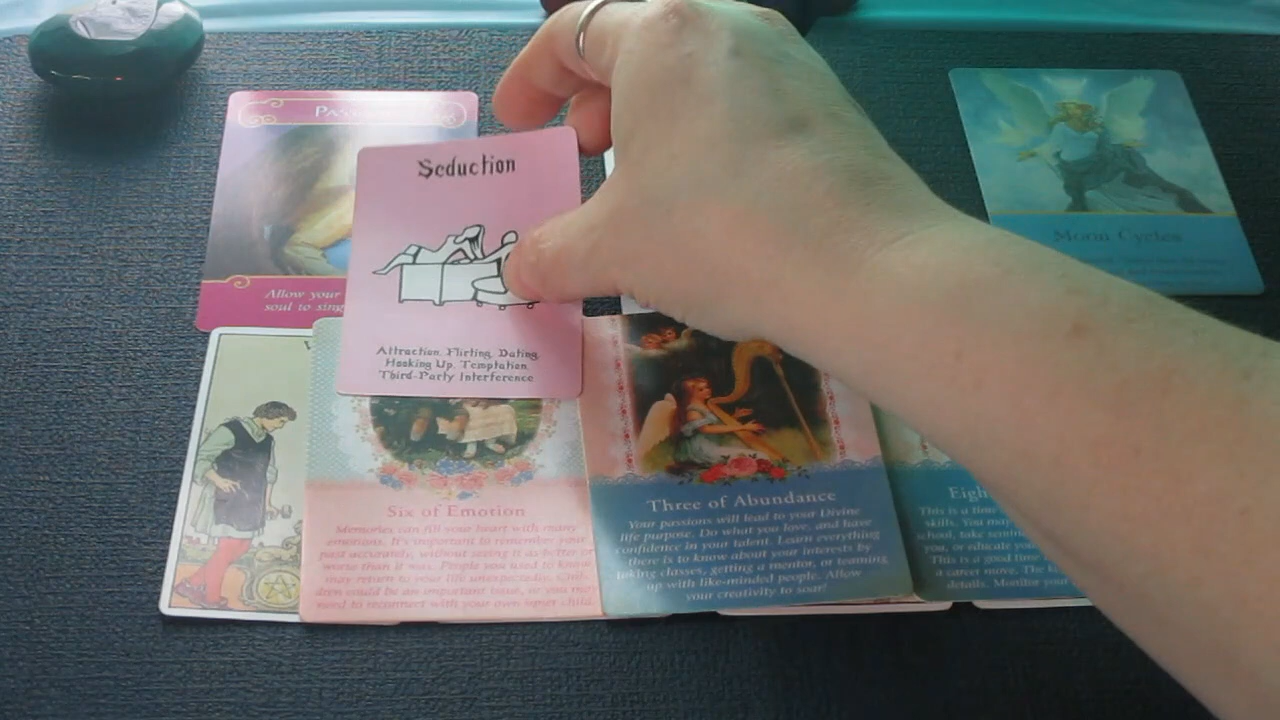 Seduction
Attraction, Flirting, Dating,
Hooking Up, Temptation,
Third-Party Interference
Allow your
soul to sing
Moon Cycles
Six of Emotion
Memories can fill your heart with many
emotions. It's important to remember your
past accurately, without seeing it as better or
worse than it was. People you used to know
may return to your life unexpectedly. Chil-
dren could be an important issue, or you may
need to reconnect with your own inner child.
Three of Abundance
Your passions will lead to your Divine
life purpose. Do what you love, and have
confidence in your talent. Learn everything
there is to know about your interests by
taking classes, getting a mentor, or teaming
up with like-minded people. Allow
your creativity to soar!
Eigh
This is a time
skills. You may
school, take
you, or educate your
This is a good
a career move. The
details.